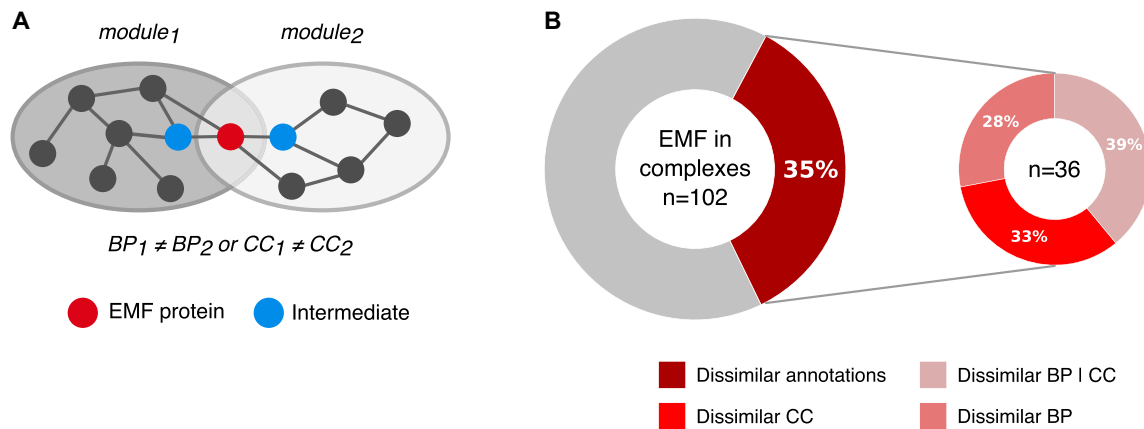 A
module1
module2
BP1 ≠ BP2 or CC1 ≠ CC2
EMF protein
Intermediate
B
EMF in
complexes
n=102
35%
28%
39%
n=36
33%
Dissimilar annotations
Dissimilar BP | CC
Dissimilar CC
Dissimilar BP